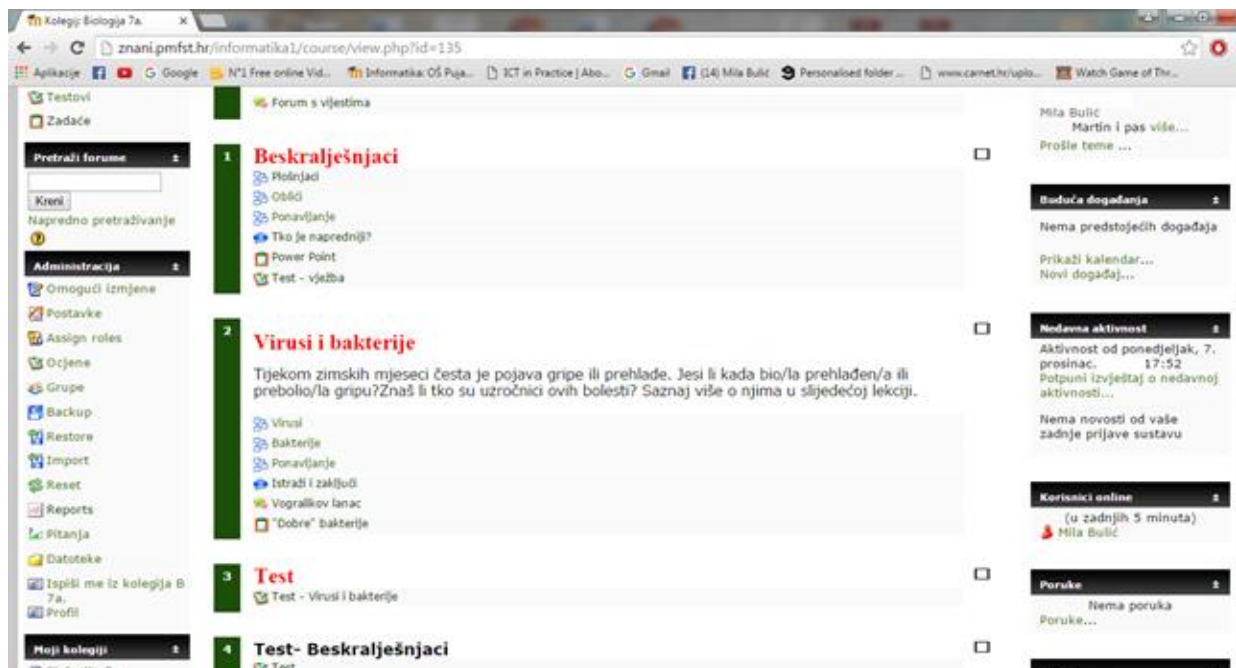 Kolegij: Biologija 7a.
znani.pmfst.hr/informatika1/course/view.php?id=135
Aplikacije Google N°1 Free online Vid... Informatika: OŠ Puja... ICT in Practice | Abo... Gmail (14) Mila Bulić Personalised folder ... www.carnet.hr/uplo... Watch Game of Thr...
Testovi
Zadaće
Pretraži forume
Kreni
Napredno pretraživanje
Administracija
Omogući izmjene
Postavke
Assign roles
Ocjene
Grupe
Backup
Restore
Import
Reset
Reports
Pitanja
Datoteke
Ispiši me iz kolegija B
7a.
Profil
Moji kolegiji
Forum s vijestima
1 Beskralješnjaci
Plošnjaci
Oblići
Ponavljanje
Tko je napredniji?
Power Point
Test - vježba
2 Virusi i bakterije
Tijekom zimskih mjeseci česta je pojava gripe ili prehlade. Jesi li kada bio/la prehlađen/a ili
prebolio/la gripu?Znaš li tko su uzročnici ovih bolesti? Saznaj više o njima u slijedećoj lekciji.
Virusi
Bakterije
Ponavljanje
Istraži i zaključi
Vogralikov lanac
"Dobre" bakterije
3 Test
Test - Virusi i bakterije
4 Test- Beskralješnjaci
Test
Mila Bulić
Martin i pas više...
Prošle teme ...
Buduća događanja
Nema predstojećih događaja
Prikaži kalendar...
Novi događaj...
Nedavna aktivnost
Aktivnost od ponedjeljak, 7.
prosinac. 17:52
Potpuni izvještaj o nedavnoj
aktivnosti...
Nema novosti od vaše
zadnje prijave sustavu
Korisnici online
(u zadnjih 5 minuta)
Mila Bulić
Poruke
Nema poruka
Poruke...